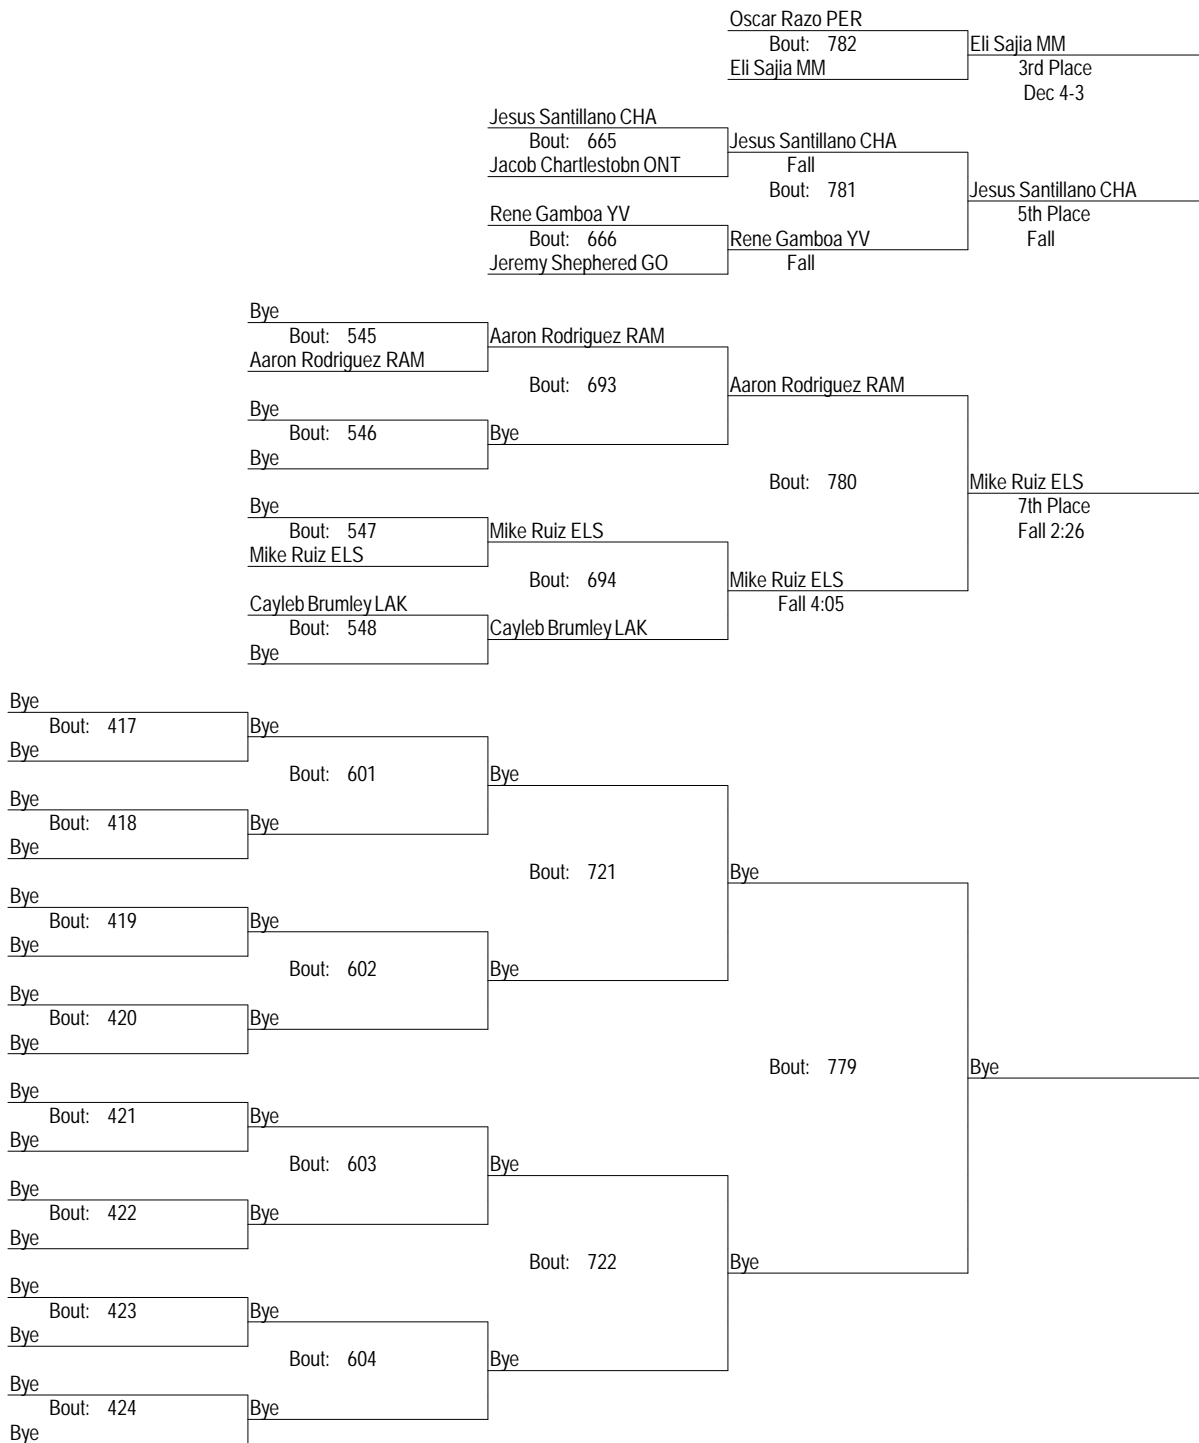 Oscar Razo PER
Bout: 782
Eli Sajia MM
Eli Sajia MM
3rd Place
Dec 4-3
Jesus Santillano CHA
Bout: 665
Jacob Chartlestobn ONT
Jesus Santillano CHA
Fall
Bout: 781
Rene Gamboa YV
Bout: 666
Jeremy Shephered GO
Rene Gamboa YV
Fall
Jesus Santillano CHA
5th Place
Fall
Bye
Bout: 545
Aaron Rodriguez RAM
Aaron Rodriguez RAM
Bout: 693
Bye
Bout: 546
Bye
Bye
Aaron Rodriguez RAM
Bout: 780
Bye
Bout: 547
Mike Ruiz ELS
Mike Ruiz ELS
Bout: 694
Cayleb Brumley LAK
Bout: 548
Bye
Cayleb Brumley LAK
Mike Ruiz ELS
Fall 4:05
Mike Ruiz ELS
7th Place
Fall 2:26
Bye
Bout: 417
Bye
Bye
Bout: 601
Bye
Bout: 418
Bye
Bye
Bye
Bout: 721
Bye
Bout: 419
Bye
Bye
Bout: 602
Bye
Bout: 420
Bye
Bye
Bye
Bye
Bout: 779
Bye
Bye
Bout: 421
Bye
Bye
Bout: 603
Bye
Bout: 422
Bye
Bye
Bye
Bout: 722
Bye
Bye
Bout: 423
Bye
Bye
Bout: 604
Bye
Bout: 424
Bye
Bye
Bye